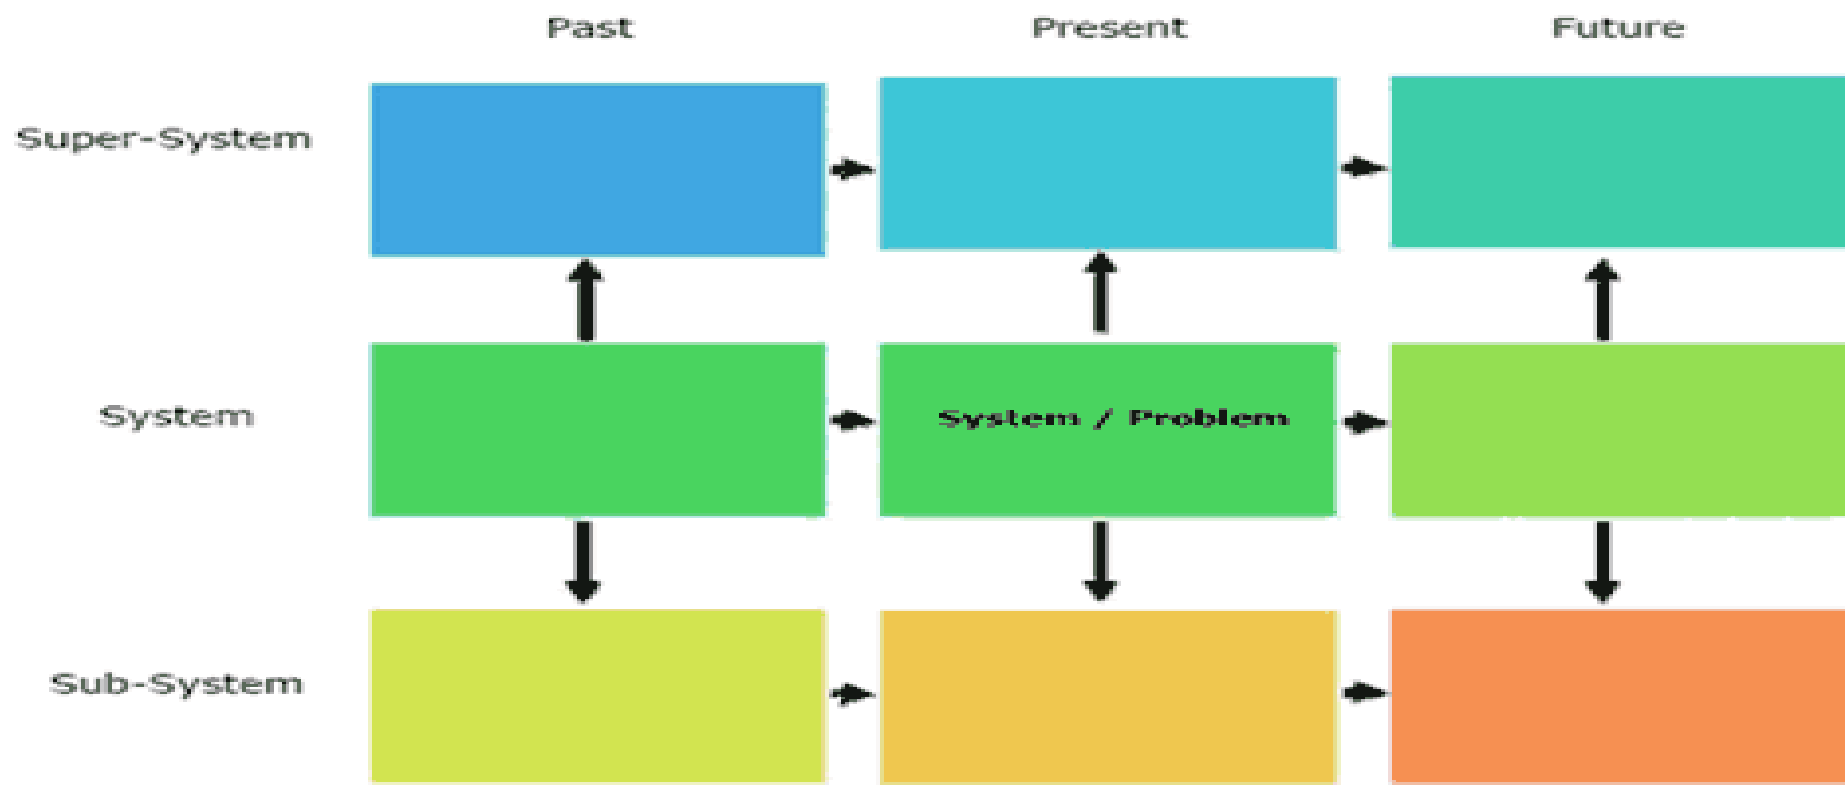 Past Present Future
Super-System
System
System / Problem
Sub-System